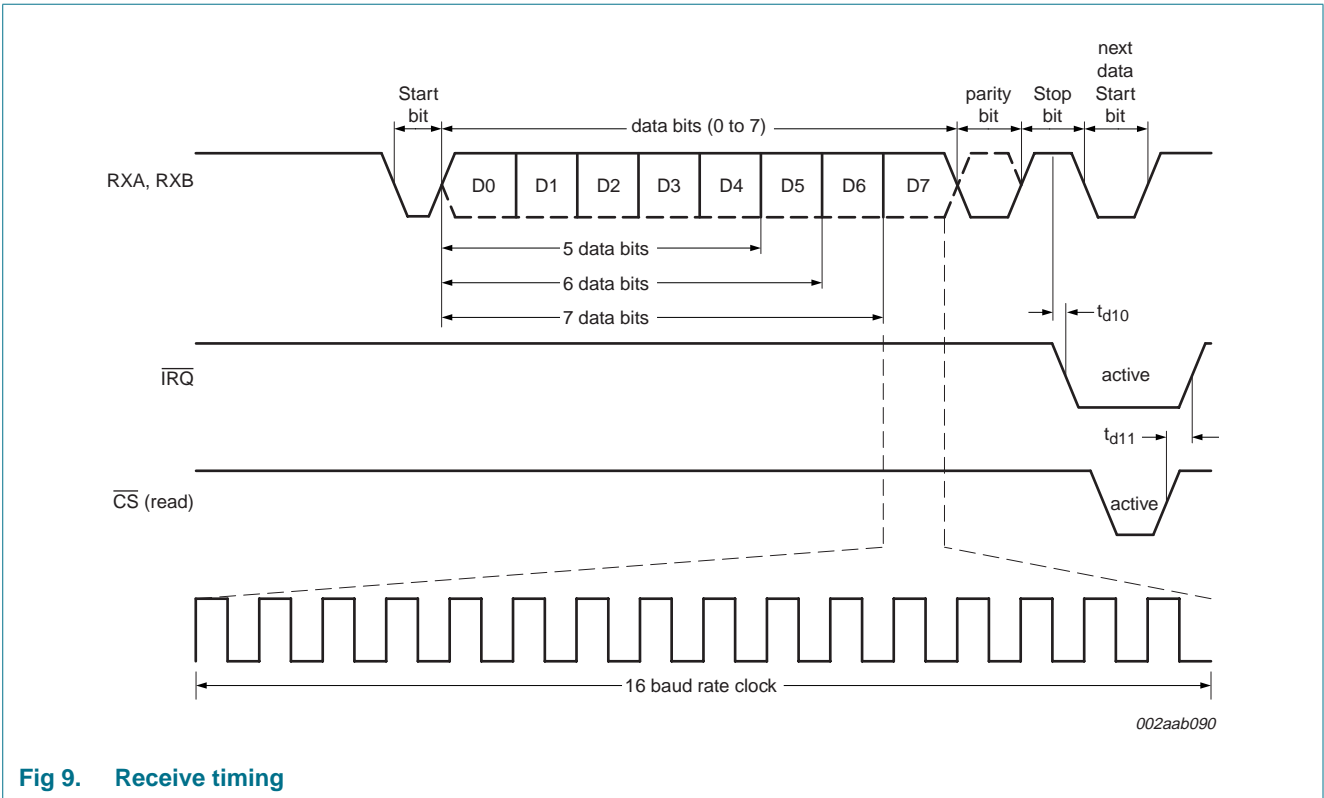 next
data
Start
bit
Start
bit
parity
bit
Stop
bit
data bits (0 to 7)
RXA, RXB
D0 D1 D2 D3 D4 D5 D6 D7
5 data bits
6 data bits
7 data bits
td10
IRQ
active
td11
CS (read)
active
16 baud rate clock
002aab090
Fig 9. Receive timing